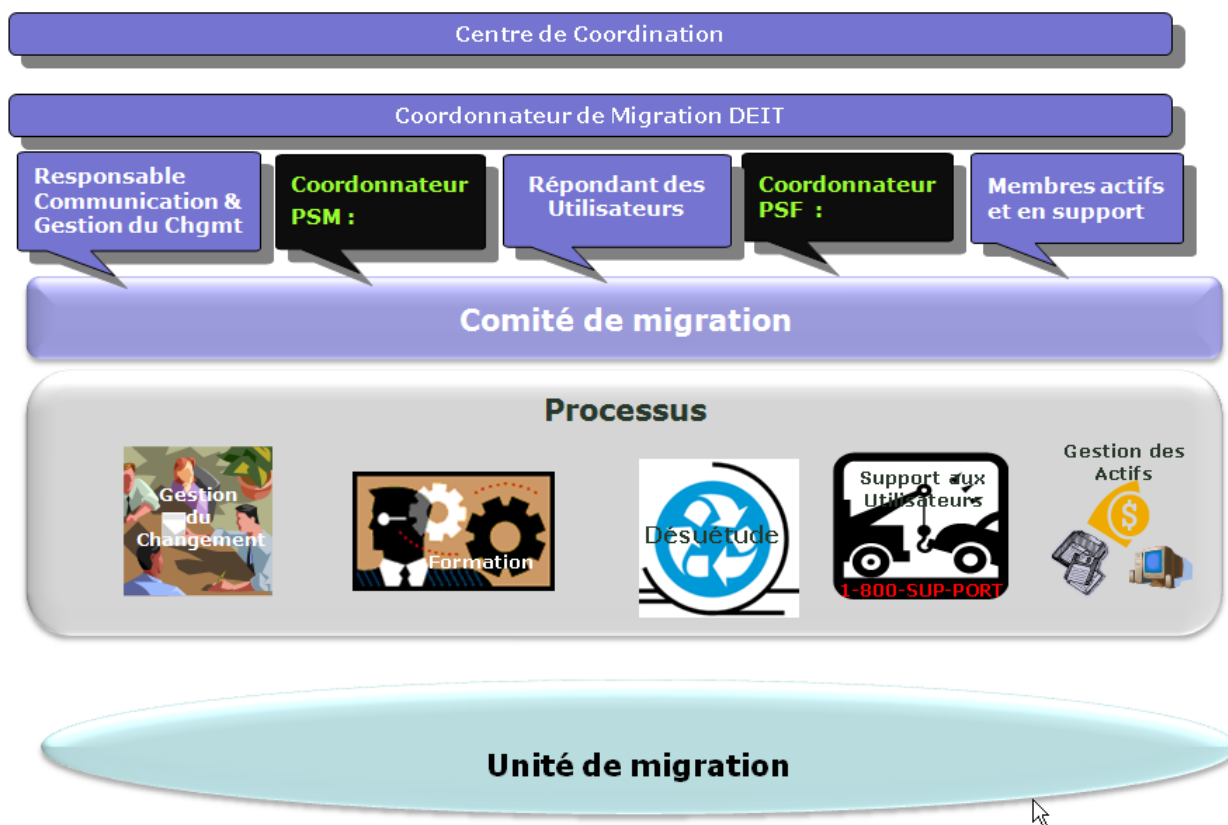 Centre de Coordination
Coordonnateur de Migration DEIT
Responsable
Communication &
Gestion du Chgmt
Coordonnateur
PSM :
Répondant des
Utilisateurs
Coordonnateur
PSF :
Membres actifs
et en support
Comité de migration
Processus
Gestion
du
Changement
Formation
Désuétude
Support aux
Utilisateurs
1-800-SUP-PORT
Gestion des
Actifs
$
Unité de migration